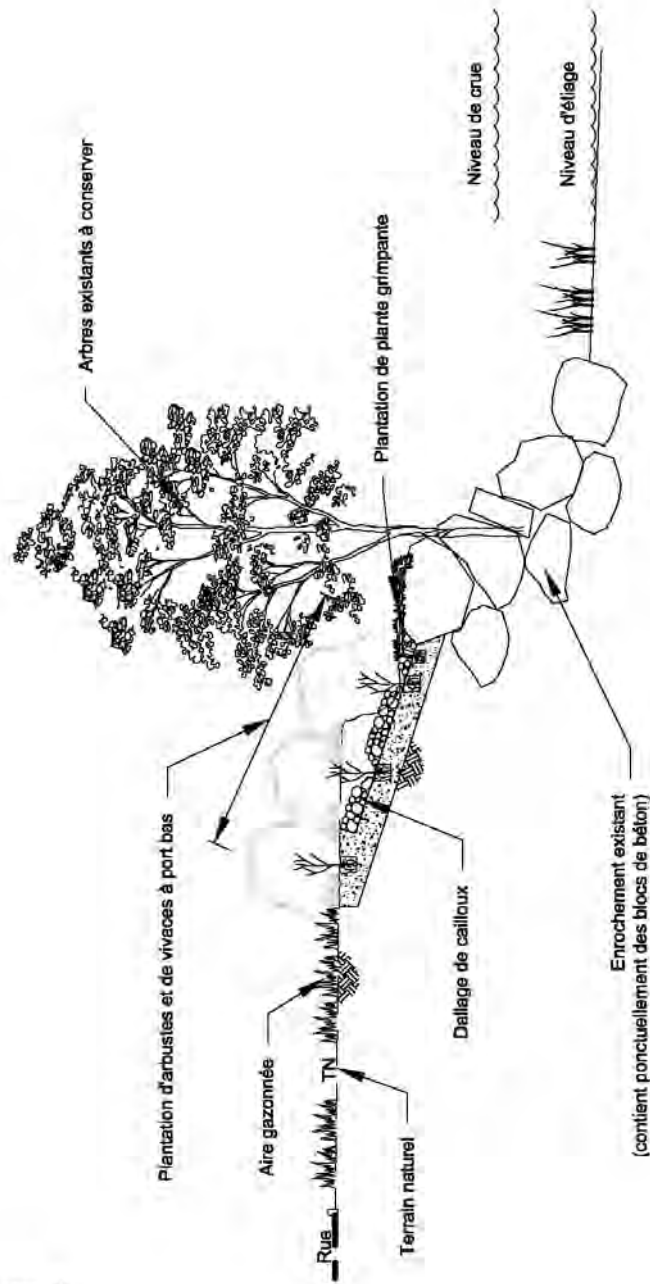 Arbres existants à conserver
Plantation d'arbustes et de vivaces à port bas
Niveau de crue
Plantation de plante grimpante
Aire gazonnée
Niveau d'étiage
Rue
TN
Terrain naturel
Dallage de cailloux
Enrochement existant
(contient ponctuellement des blocs de béton)